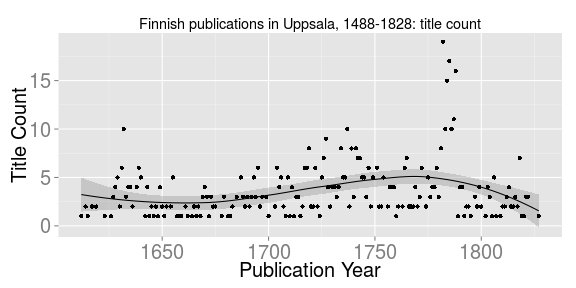 Finnish publications in Uppsala, 1488-1828: title count
Title Count
15
10
5
0
1650 1700 1750 1800
Publication Year